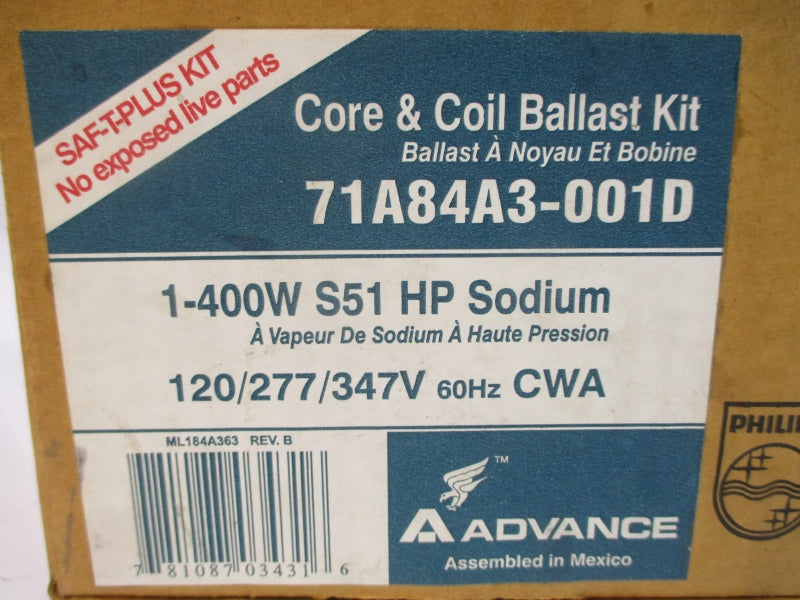 SAF-T-PLUS KIT
No exposed live parts
Core & Coil Ballast Kit
Ballast À Noyau Et Bobine
71A84A3-001D
1-400W S51 HP Sodium
À Vapeur De Sodium À Haute Pression
120/277/347V 60Hz CWA
ML184A363 REV. B
7 81087 03431 6
™
ADVANCE
Assembled in Mexico
PHILI